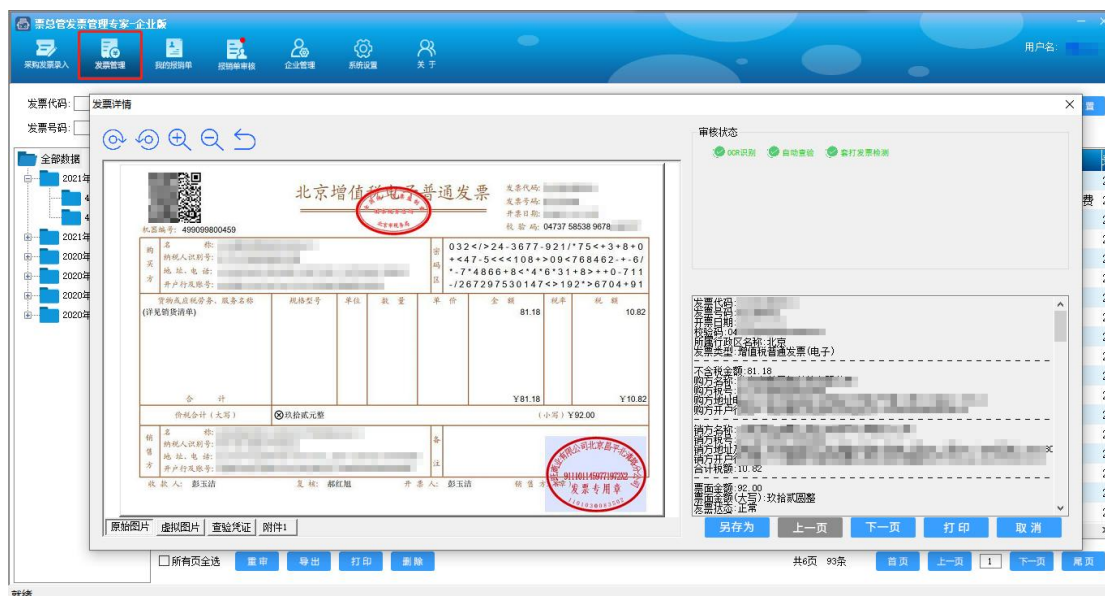 票总管发票管理专家-企业版
采购发票录入 发票管理 我的报销单 报销单审核 企业管理 系统设置 关于
用户名:
发票代码:
发票号码:
发票详情
全部数据
2021年
2021年
2020年
2020年
2020年
2020年
北京增值税电子普通发票
发票代码:
发票号码:
开票日期:
校验码: 04737 58538 9678
机器编号: 499099800459
购买方
名称:
纳税人识别号:
地址、电话:
开户行及账号:
密码区
032</>24-3677-921/*75<+3+8+0
+<47-5<<<108+>09<768462-+-6/
*-7*4866+8<*4*6*31+8>++0-711
-/267297530147<>192*>6704+91
货物或应税劳务、服务名称 规格型号 单位 数量 单价 金额 税率 税额
(详见销货清单) 81.18 10.82
合计 ¥81.18 ¥10.82
价税合计(大写) ⊗玖拾贰元整 (小写)¥92.00
销售方
名称:
纳税人识别号:
地址、电话:
开户行及账号:
备注
收款人: 彭玉洁 复核: 郝红旭 开票人: 彭玉洁 销售方
发票专用章
原始图片 虚拟图片 查验凭证 附件1
审核状态
OCR识别 自动查验 套打发票检测
发票代码:
发票号码:
开票日期:
校验码:04
所属行政区名称:北京
发票类型:增值税普通发票(电子)
不含税金额:81.18
购方名称:
购方税号:
购方地址电
购方开户行
销方名称:
销方税号:
销方地址
销方开户行
合计税额:10.82
票面金额:92.00
票面金额(大写):玖拾贰圆整
发票状态:正常
另存为 上一页 下一页 打印 取消
所有页全选 重审 导出 打印 删除
共6页 93条 首页 上一页 1 下一页 尾页
就绪